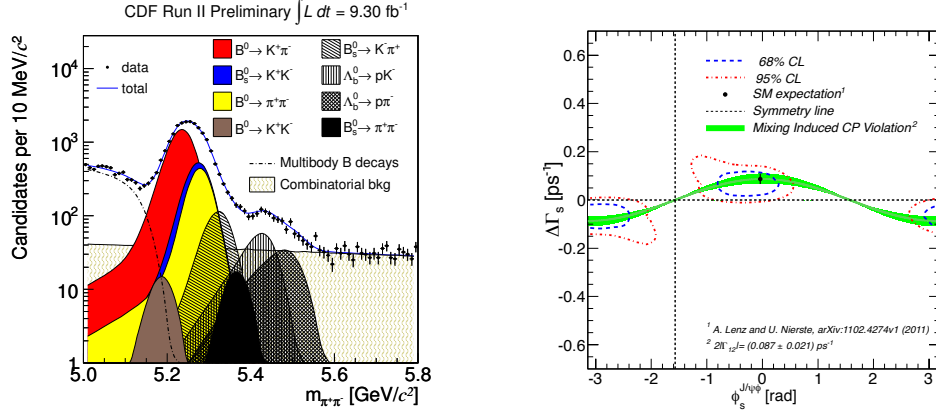 CDF Run II Preliminary ∫L dt = 9.30 fb⁻¹
Candidates per 10 MeV/c²
10⁴
10³
10²
10
1
data
total
B⁰→ K⁺π⁻
B⁰ₛ→ K⁺K⁻
B⁰→ π⁺π⁻
B⁰→ K⁺K⁻
B⁰ₛ→ K⁻π⁺
Λ⁰_b→ pK⁻
Λ⁰_b→ pπ⁻
B⁰ₛ→ π⁺π⁻
Multibody B decays
Combinatorial bkg
5.0 5.2 5.4 5.6 5.8
m_π⁺π⁻ [GeV/c²]
ΔΓₛ [ps⁻¹]
0.6
0.4
0.2
0
-0.2
-0.4
-0.6
68% CL
95% CL
SM expectation¹
Symmetry line
Mixing Induced CP Violation²
¹ A. Lenz and U. Nierste, arXiv:1102.4274v1 (2011)
² 2|Γ₁₂|= (0.087 ± 0.021) ps⁻¹
-3 -2 -1 0 1 2 3
φₛ^J/ψφ [rad]